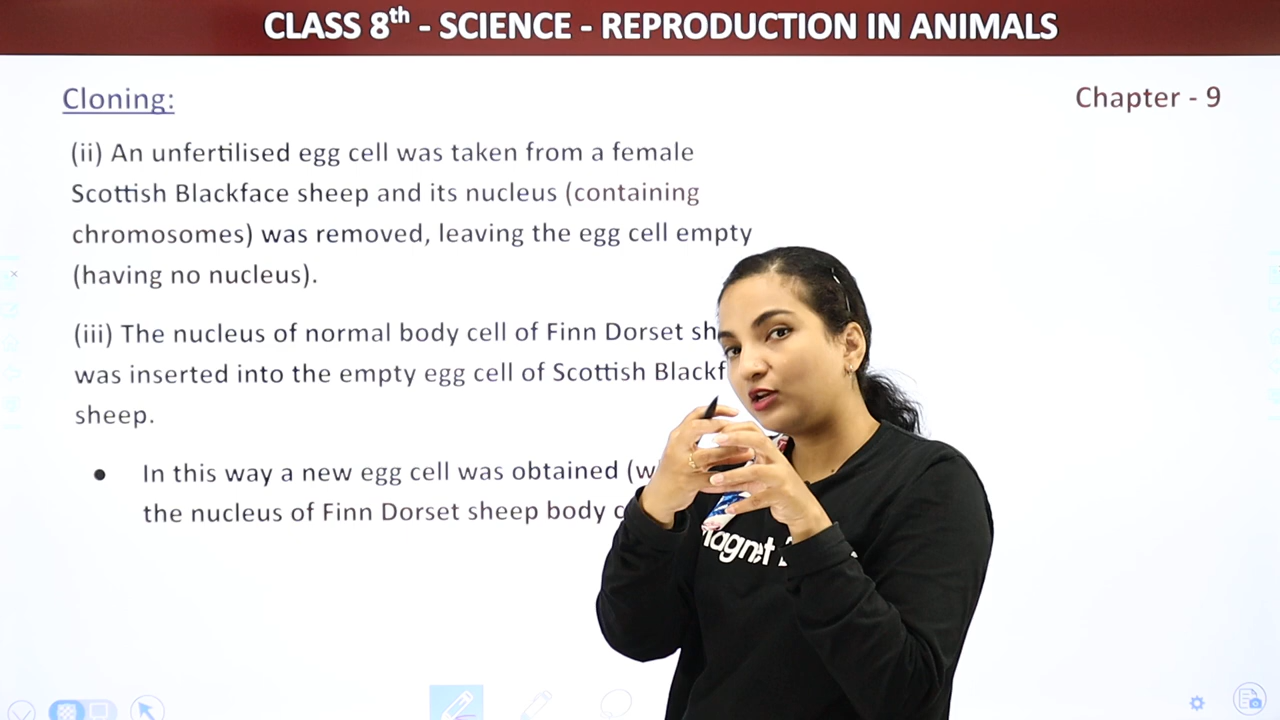 CLASS 8th - SCIENCE - REPRODUCTION IN ANIMALS
Cloning:
Chapter - 9
(ii) An unfertilised egg cell was taken from a female
Scottish Blackface sheep and its nucleus (containing
chromosomes) was removed, leaving the egg cell empty
(having no nucleus).
(iii) The nucleus of normal body cell of Finn Dorset sh
was inserted into the empty egg cell of Scottish Blackf
sheep.
● In this way a new egg cell was obtained (w
the nucleus of Finn Dorset sheep body c
agnet